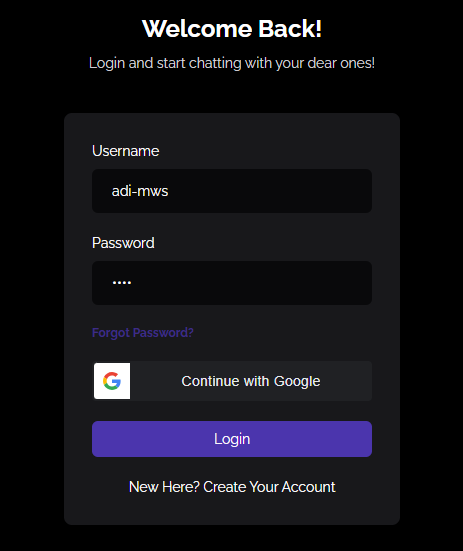 Welcome Back!
Login and start chatting with your dear ones!
Username
adi-mws
Password
••••
Forgot Password?
Continue with Google
Login
New Here? Create Your Account